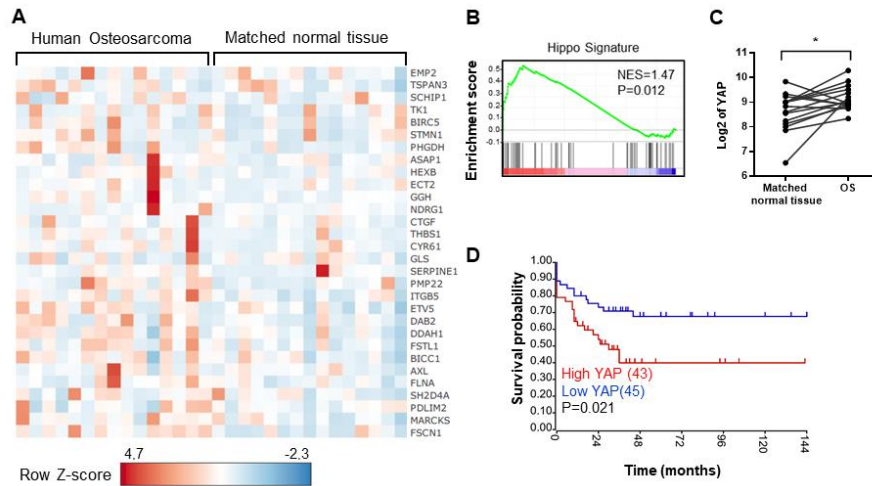 A
Human Osteosarcoma
Matched normal tissue
EMP2
TSPAN3
SCHIP1
TK1
BIRC5
STMN1
PHGDH
ASAP1
HEXB
ECT2
GGH
NDRG1
CTGF
THBS1
CYR61
GLS
SERPINE1
PMP22
ITGB5
ETV5
DAB2
DDAH1
FSTL1
BICC1
AXL
FLNA
SH2D4A
PDLIM2
MARCKS
FSCN1
Row Z-score
4,7
-2,3
B
Hippo Signature
Enrichment score
0.5
0.4
0.3
0.2
0.1
0.0
-0.1
NES=1.47
P=0.012
C
Log2 of YAP
11
10
9
8
7
6
*
Matched
normal tissue
OS
D
Survival probability
1.00
0.90
0.80
0.70
0.60
0.50
0.40
0.30
0.20
0.10
0.00
High YAP (43)
Low YAP(45)
P=0.021
0
24
48
72
96
120
144
Time (months)